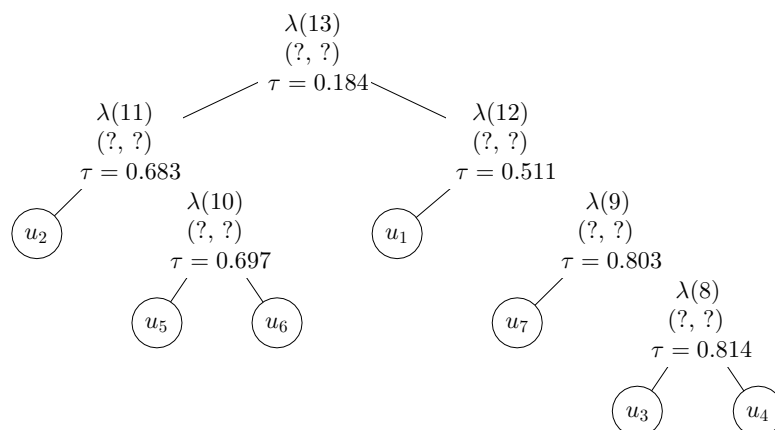 λ(13)
(?, ?)
τ = 0.184
λ(11)
(?, ?)
τ = 0.683
λ(12)
(?, ?)
τ = 0.511
u₂
λ(10)
(?, ?)
τ = 0.697
u₁
λ(9)
(?, ?)
τ = 0.803
u₅
u₆
u₇
λ(8)
(?, ?)
τ = 0.814
u₃
u₄